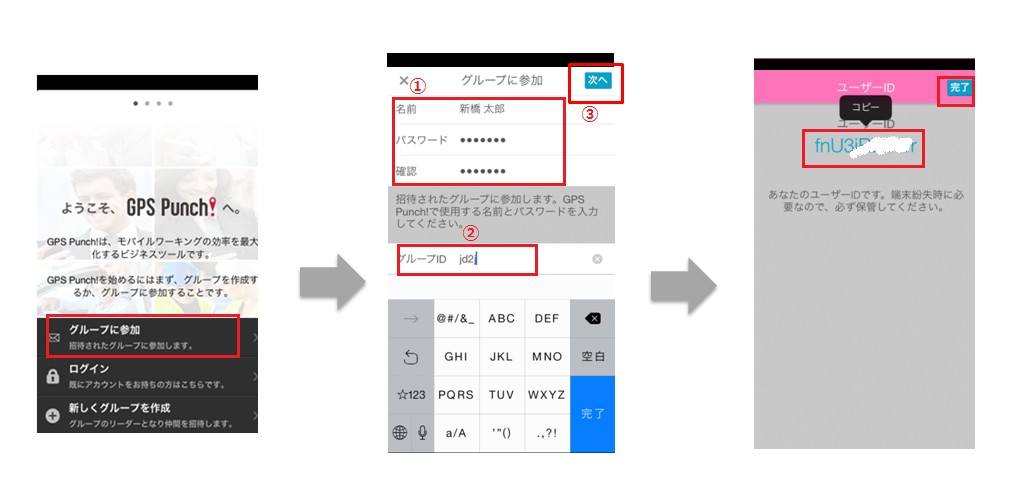 ようこそ、GPS Punch!へ。
GPS Punch!は、モバイルワーキングの効率を最大
化するビジネスツールです。
GPS Punch!を始めるにはまず、グループを作成す
るか、グループに参加することです。
グループに参加
招待されたグループに参加します。
ログイン
既にアカウントをお持ちの方はこちらです。
新しくグループを作成
グループのリーダーとなり仲間を招待します。
① グループに参加 次へ
③
名前 新橋 太郎
パスワード ●●●●●●●
確認 ●●●●●●●
招待されたグループに参加します。GPS
Punch!で使用する名前とパスワードを入力
してください。
②
グループID jd2j
→ @#/&_ ABC DEF
GHI JKL MNO 空白
☆123 PQRS TUV WXYZ
完了
a/A '"() .,?!
ユーザーID 完了
コピー
ユーザーID
fnU3i
あなたのユーザーIDです。端末紛失時に必
要なので、必ず保管してください。